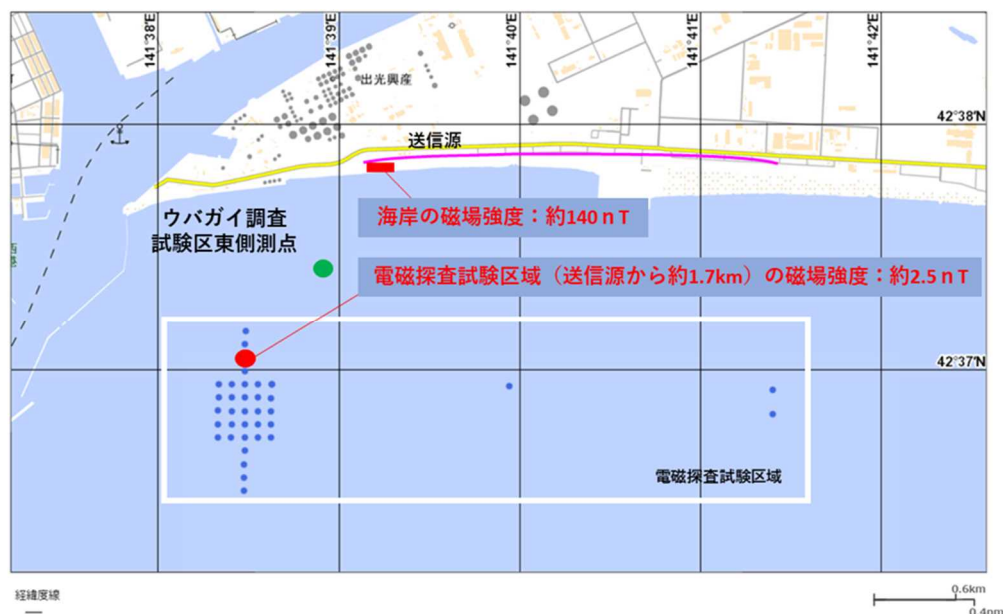 141°38'E
141°39'E
141°40'E
141°41'E
141°42'E
出光興産
42°38'N
送信源
ウバガイ調査
試験区東側測点
海岸の磁場強度：約140ｎT
電磁探査試験区域（送信源から約1.7km）の磁場強度：約2.5ｎT
42°37'N
電磁探査試験区域
経緯度線
0.6km
0.4nm